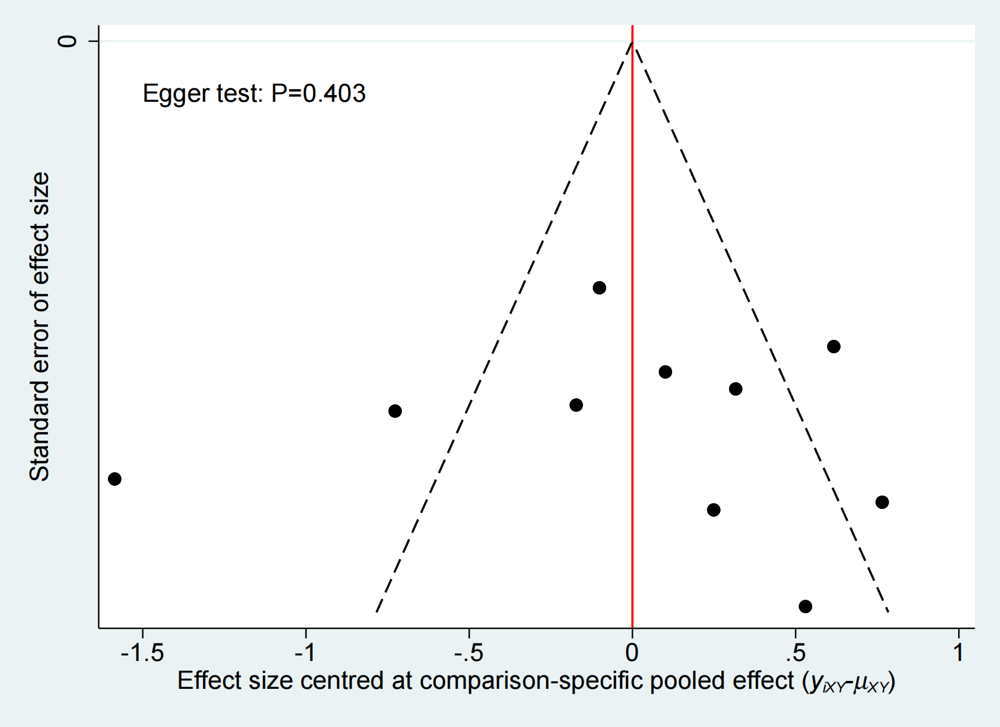 0
Egger test: P=0.403
Standard error of effect size
-1.5 -1 -.5 0 .5 1
Effect size centred at comparison-specific pooled effect (yiXY-μXY)